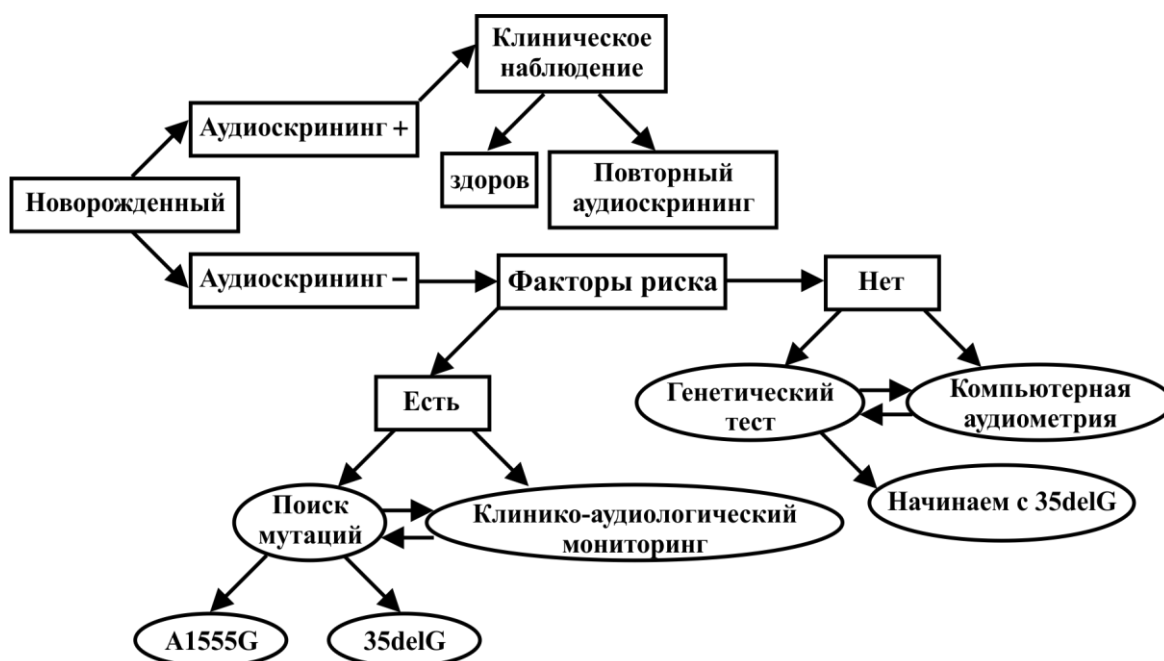 Клиническое
наблюдение
Аудиоскрининг +
здоров
Повторный
аудиоскрининг
Новорожденный
Аудиоскрининг –
Факторы риска
Нет
Есть
Генетический
тест
Компьютерная
аудиометрия
Поиск
мутаций
Клинико-аудиологический
мониторинг
Начинаем с 35delG
A1555G
35delG